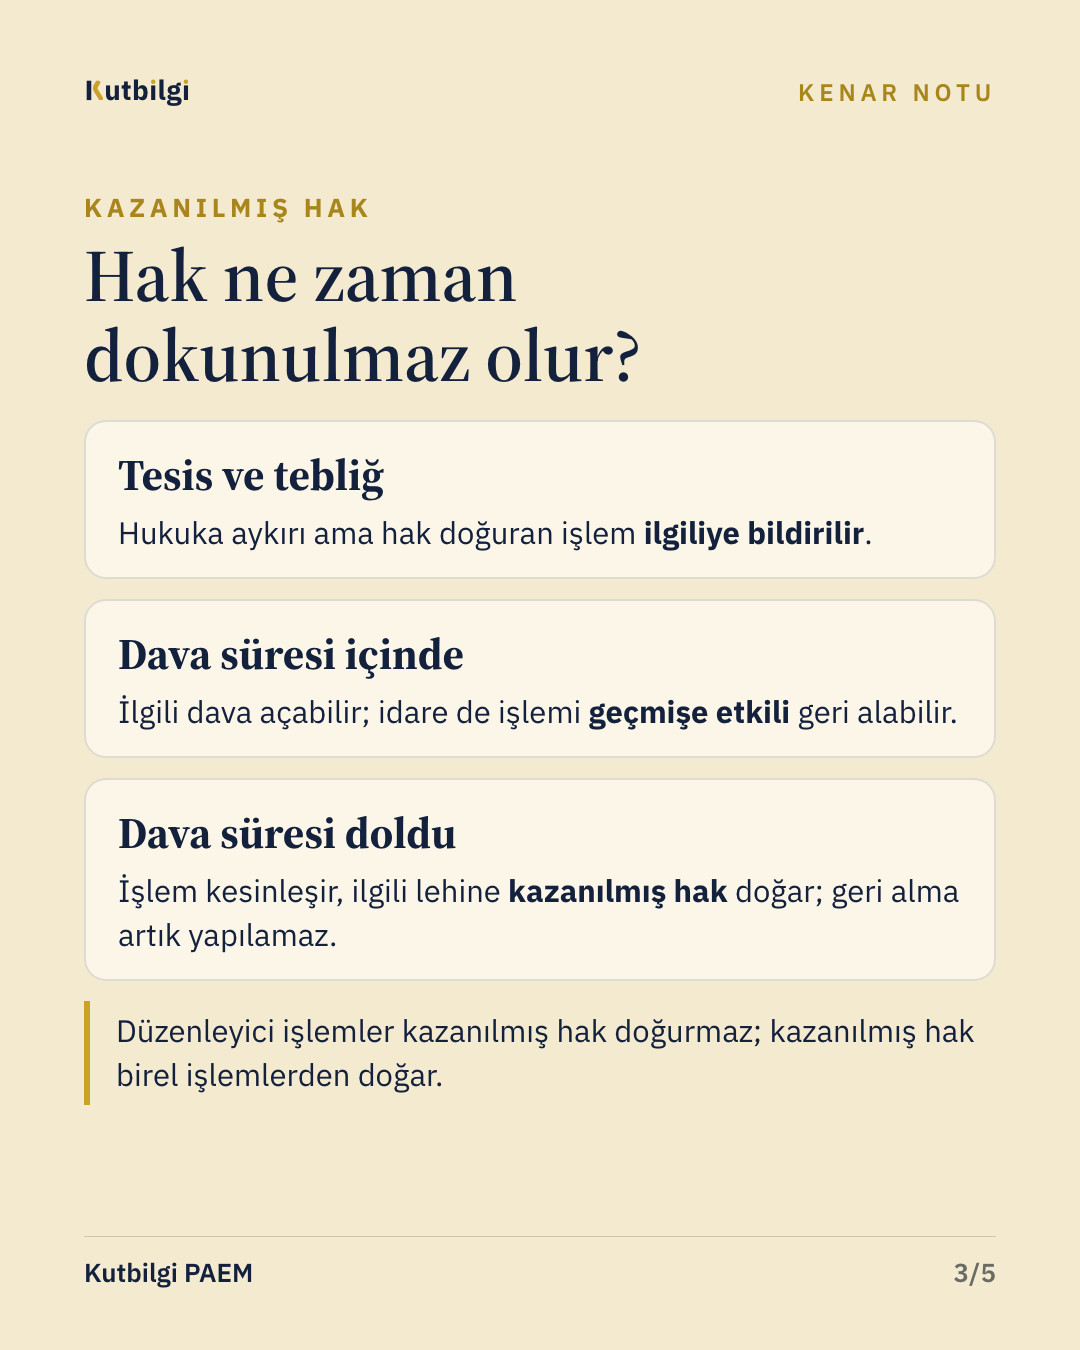 Kutbilgi
KENAR NOTU
KAZANILMIŞ HAK
Hak ne zaman
dokunulmaz olur?
Tesis ve tebliğ
Hukuka aykırı ama hak doğuran işlem ilgiliye bildirilir.
Dava süresi içinde
İlgili dava açabilir; idare de işlemi geçmişe etkili geri alabilir.
Dava süresi doldu
İşlem kesinleşir, ilgili lehine kazanılmış hak doğar; geri alma
artık yapılamaz.
Düzenleyici işlemler kazanılmış hak doğurmaz; kazanılmış hak
birel işlemlerden doğar.
Kutbilgi PAEM
3/5